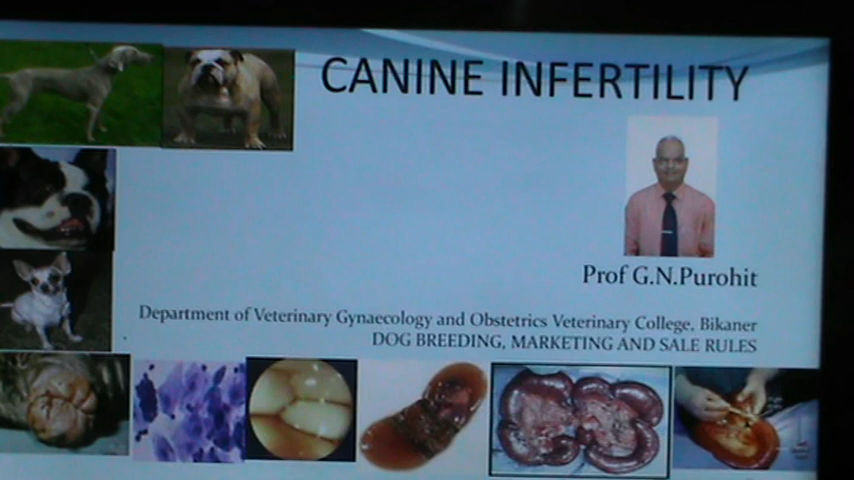 CANINE INFERTILITY
Prof G.N.Purohit
Department of Veterinary Gynaecology and Obstetrics Veterinary College, Bikaner
DOG BREEDING, MARKETING AND SALE RULES